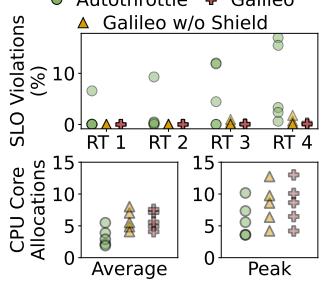 Autothrottle Galileo
Galileo w/o Shield
SLO Violations
(%)
10
0
RT 1 RT 2 RT 3 RT 4
CPU Core
Allocations
15
10
5
0
Average
15
10
5
0
Peak